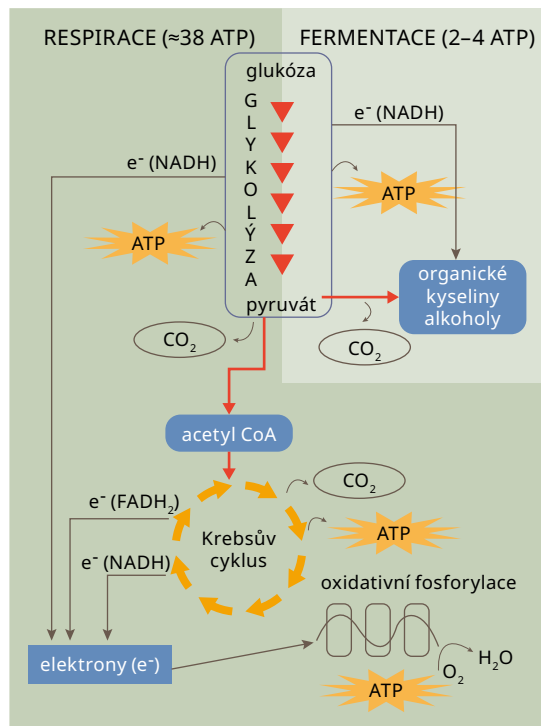 RESPIRACE (≈38 ATP)
FERMENTACE (2–4 ATP)
glukóza
G
L
Y
K
O
L
Ý
Z
A
pyruvát
e⁻ (NADH)
ATP
organické
kyseliny
alkoholy
CO₂
e⁻ (NADH)
ATP
CO₂
acetyl CoA
Krebsův
cyklus
CO₂
ATP
e⁻ (FADH₂)
e⁻ (NADH)
elektrony (e⁻)
oxidativní fosforylace
O₂
H₂O
ATP